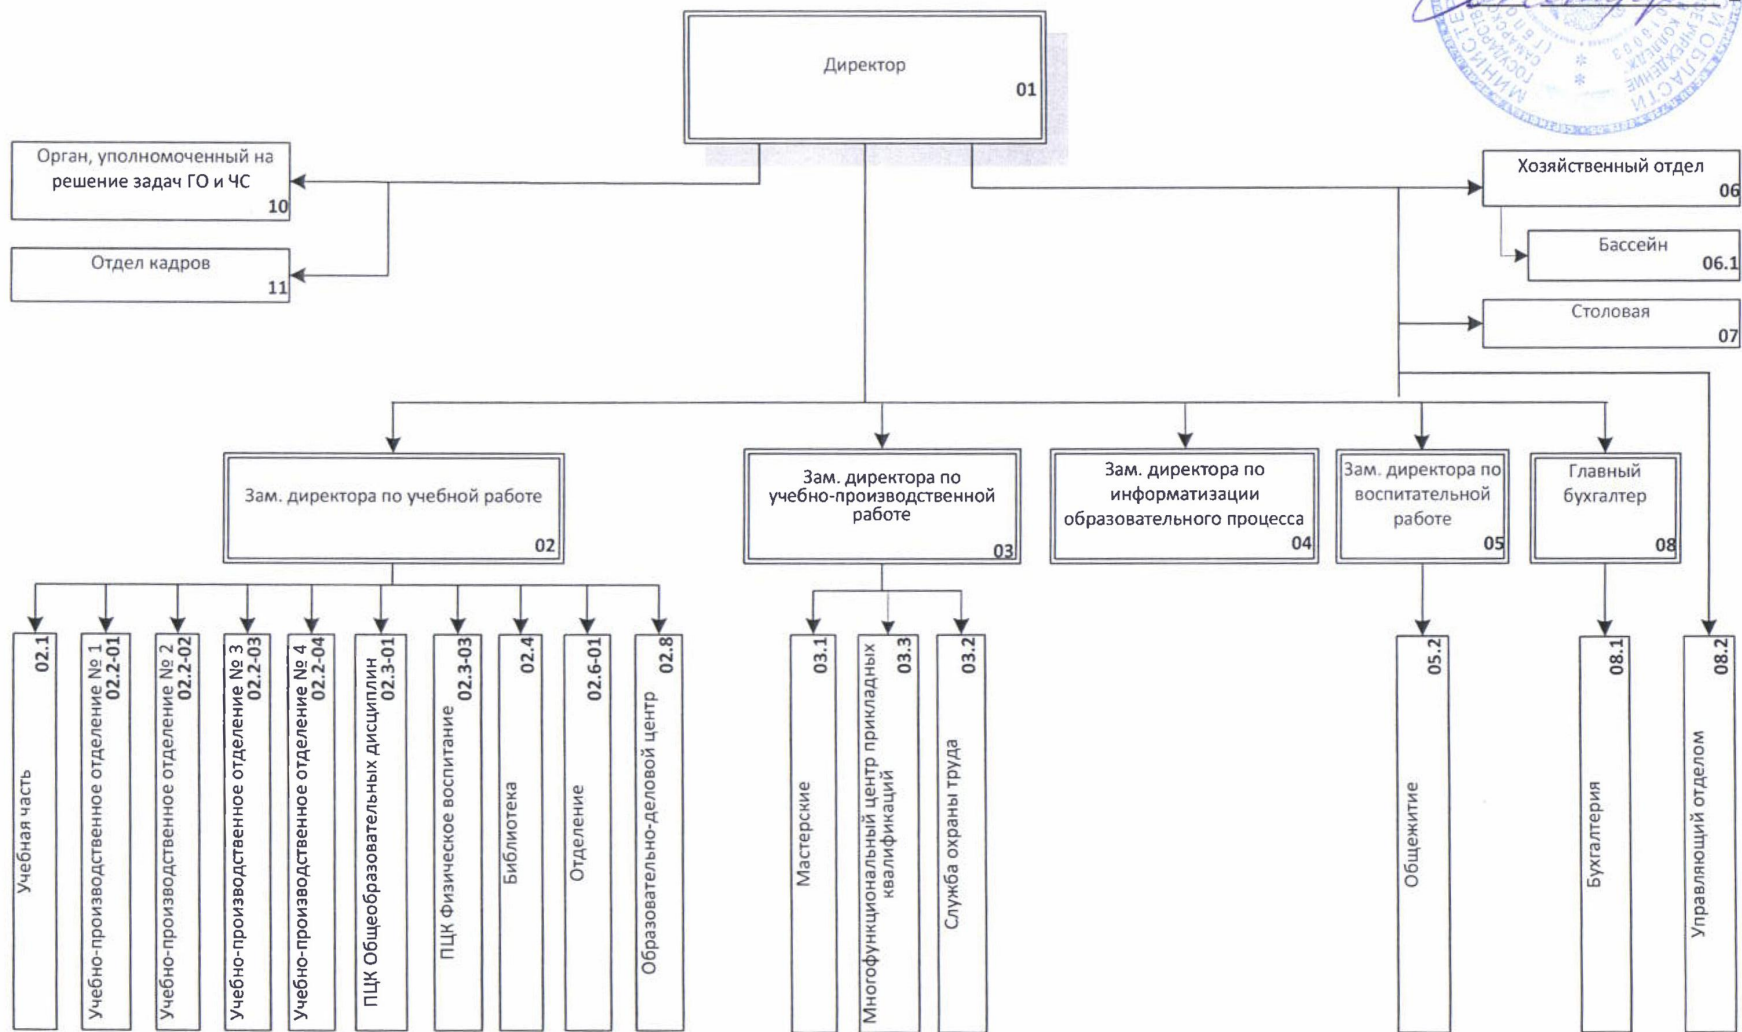 Директор
01
Орган, уполномоченный на
решение задач ГО и ЧС
10
Отдел кадров
11
Хозяйственный отдел
06
Бассейн
06.1
Столовая
07
Зам. директора по учебной работе
02
Зам. директора по
учебно-производственной
работе
03
Зам. директора по
информатизации
образовательного процесса
04
Зам. директора по
воспитательной
работе
05
Главный
бухгалтер
08
Учебная часть
02.1
Учебно-производственное отделение № 1
02.2-01
Учебно-производственное отделение № 2
02.2-02
Учебно-производственное отделение № 3
02.2-03
Учебно-производственное отделение № 4
02.2-04
ПЦК Общеобразовательных дисциплин
02.3-01
ПЦК Физическое воспитание
02.3-03
Библиотека
02.4
Отделение
02.6-01
Образовательно-деловой центр
02.8
Мастерские
03.1
Многофункциональный центр прикладных
квалификаций
03.3
Служба охраны труда
03.2
Общежитие
05.2
Бухгалтерия
08.1
Управляющий отделом
08.2